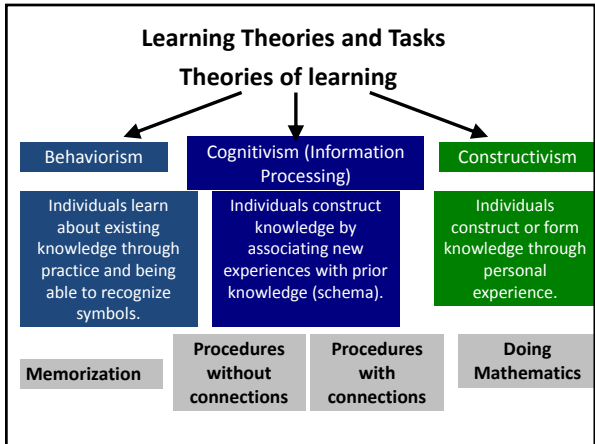 Learning Theories and Tasks
Theories of learning
Behaviorism
Cognitivism (Information
Processing)
Constructivism
Individuals learn
about existing
knowledge through
practice and being
able to recognize
symbols.
Individuals construct
knowledge by
associating new
experiences with prior
knowledge (schema).
Individuals
construct or form
knowledge through
personal
experience.
Memorization
Procedures
without
connections
Procedures
with
connections
Doing
Mathematics